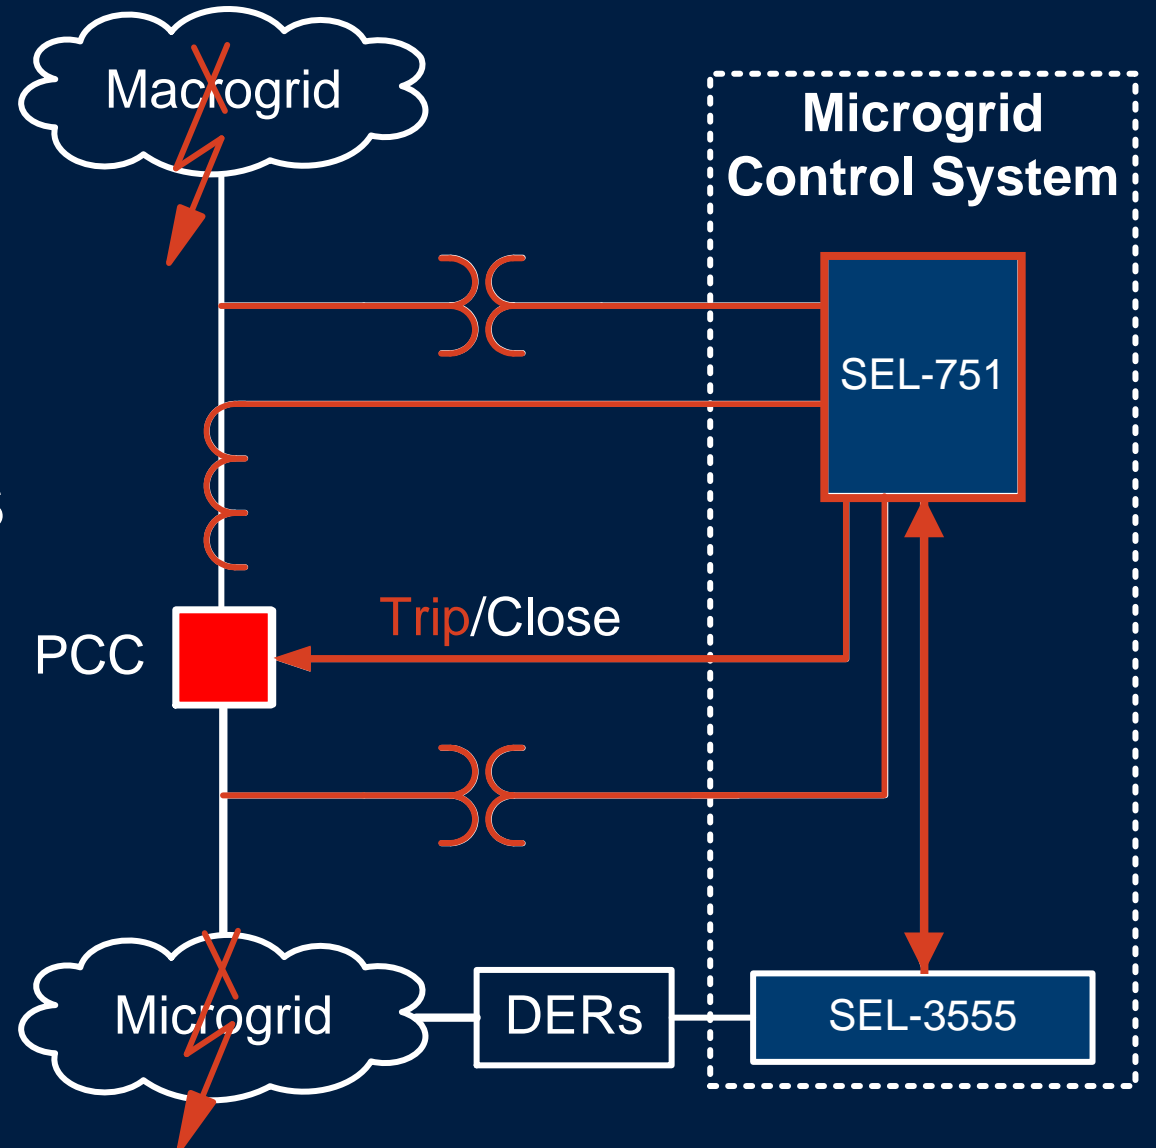 Macrogrid
Microgrid
Control System
SEL-751
Trip/Close
PCC
Microgrid
DERs
SEL-3555